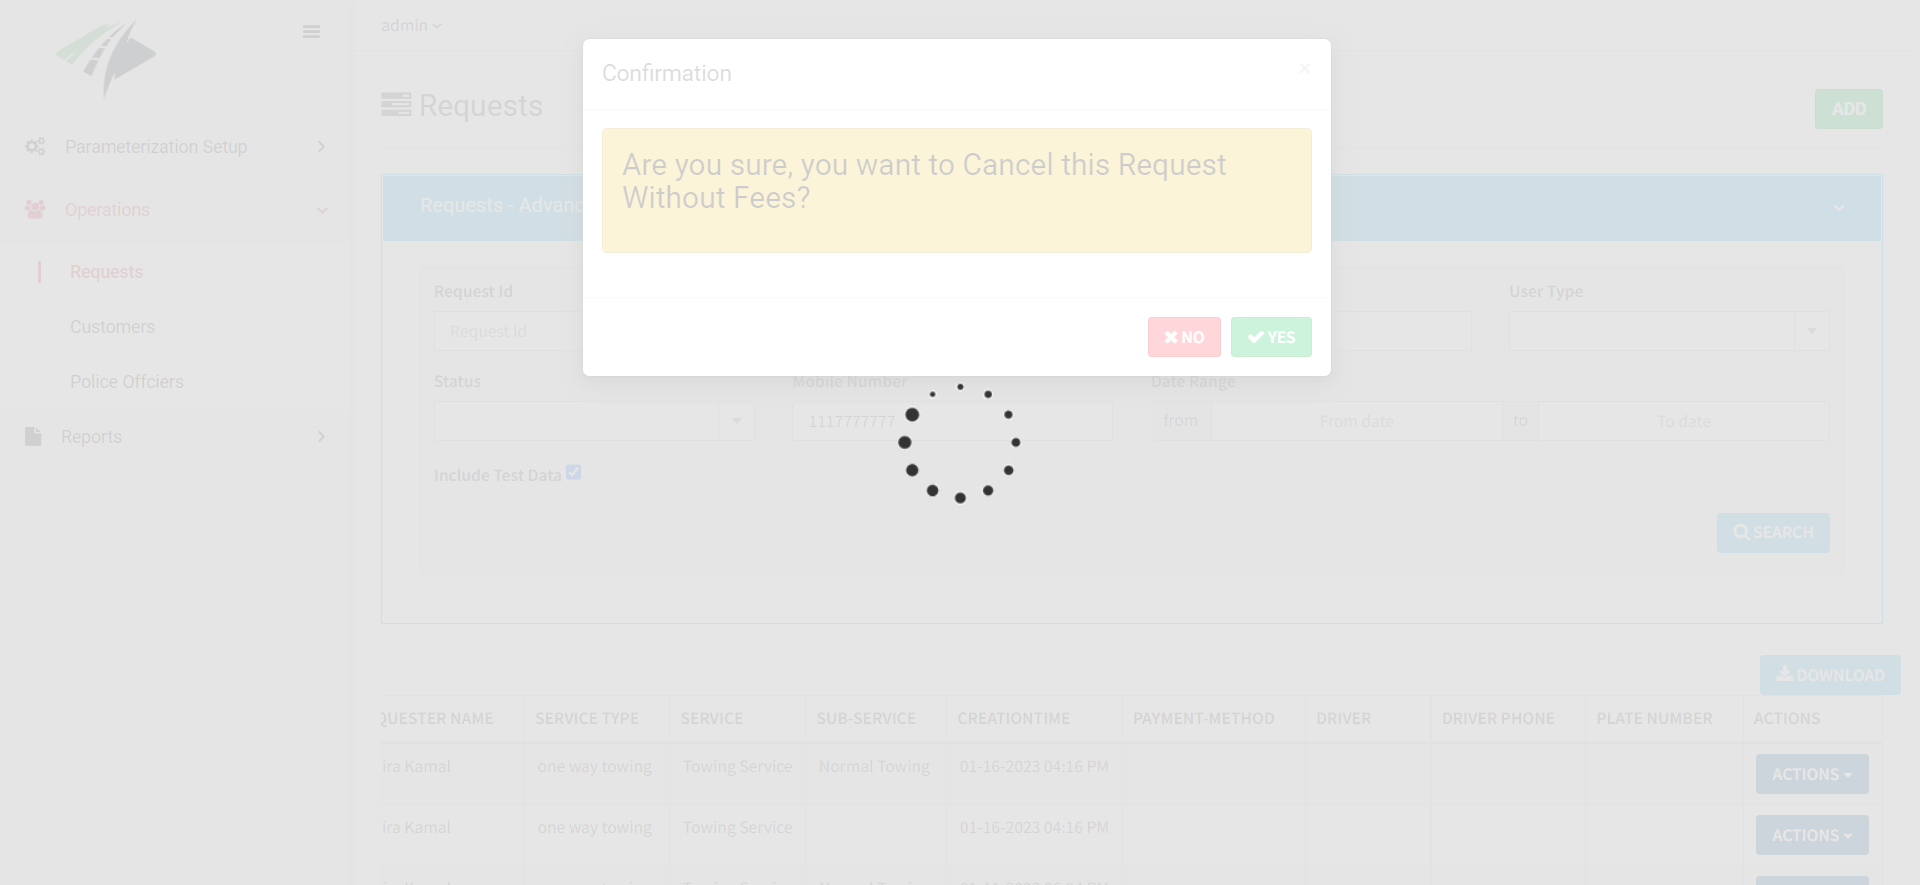 admin
Confirmation
×
Requests
ADD
Parameterization Setup
Are you sure, you want to Cancel this Request
Without Fees?
Operations
Requests - Advanc
Requests
Request Id
User Type
Request Id
Customers
NO
YES
Police Offciers
Status
Mobile Number
Date Range
1117777777
from
From date
to
To date
Reports
Include Test Data
SEARCH
DOWNLOAD
QUESTER NAME SERVICE TYPE SERVICE SUB-SERVICE CREATIONTIME PAYMENT-METHOD DRIVER DRIVER PHONE PLATE NUMBER ACTIONS
ira Kamal one way towing Towing Service Normal Towing 01-16-2023 04:16 PM ACTIONS
ira Kamal one way towing Towing Service 01-16-2023 04:16 PM ACTIONS